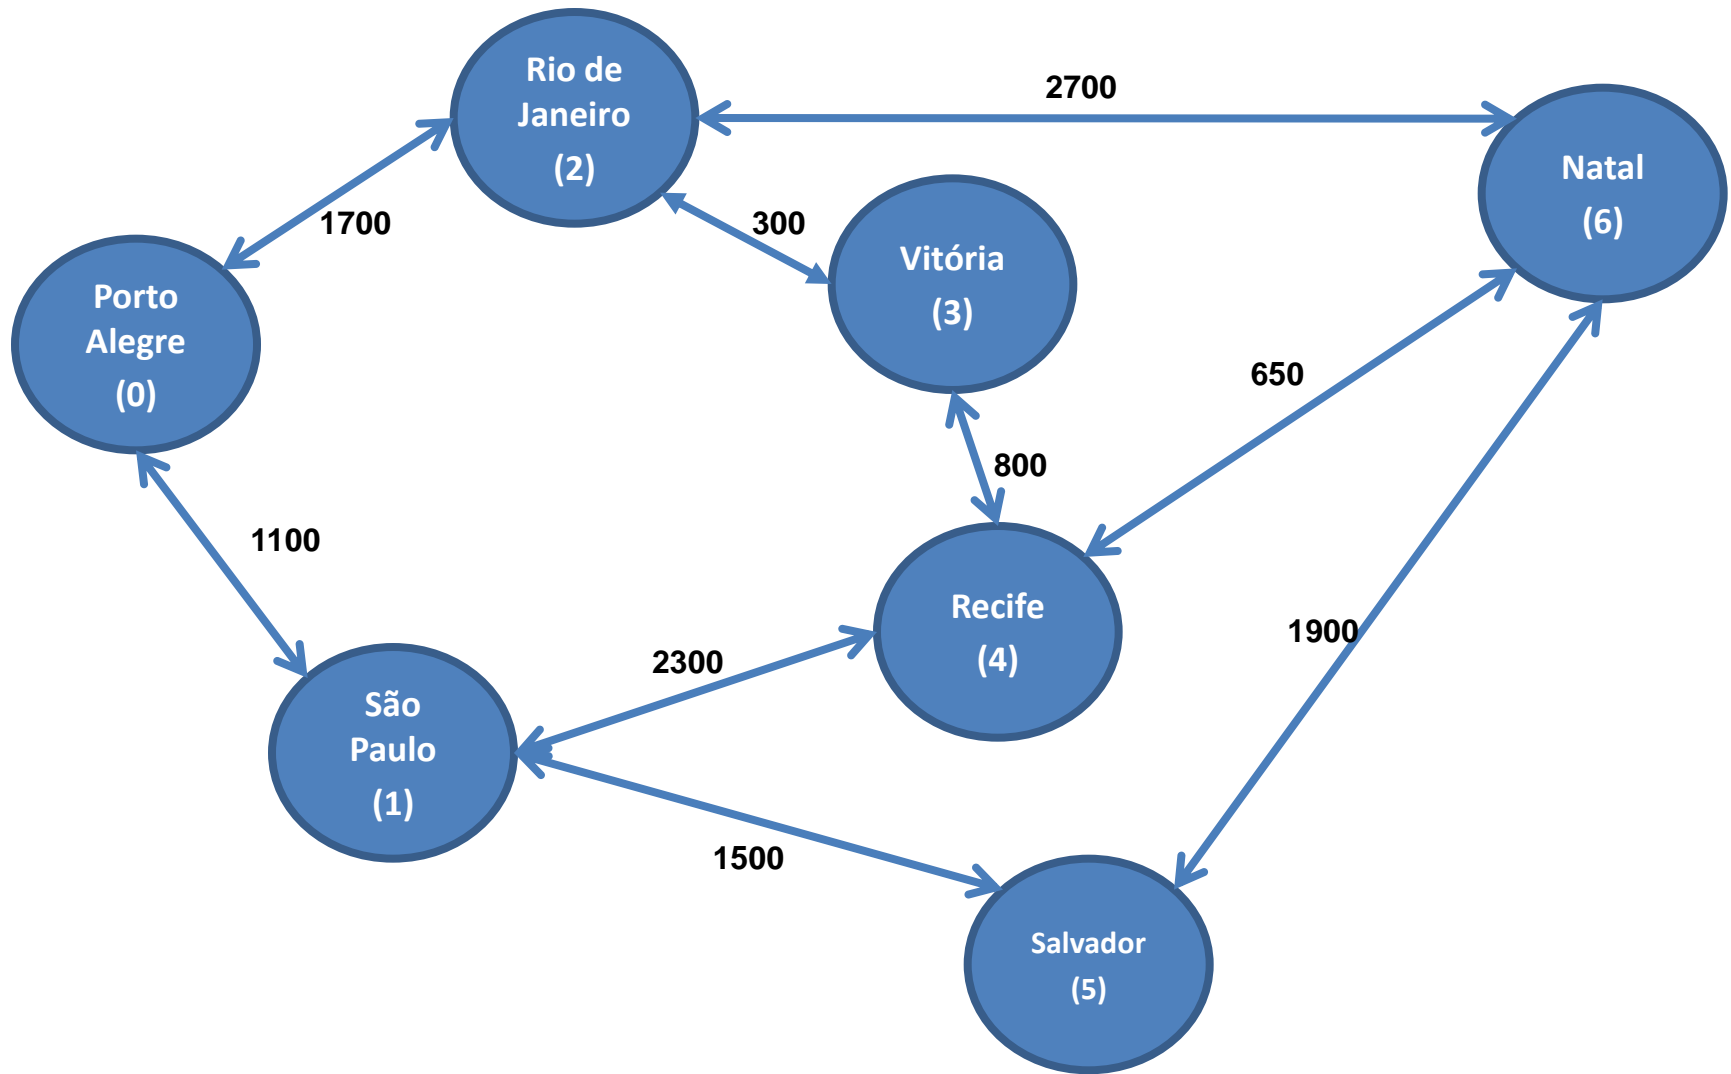 Rio de
Janeiro
(2)
2700
Natal
(6)
1700
300
Vitória
(3)
Porto
Alegre
(0)
650
800
1100
Recife
(4)
1900
2300
São
Paulo
(1)
1500
Salvador
(5)